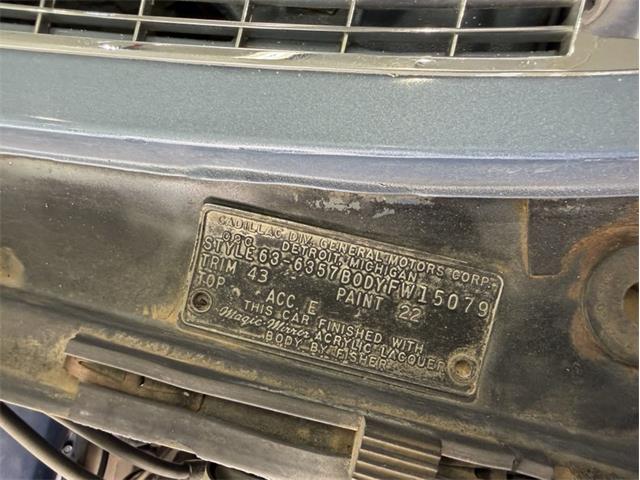 CADILLAC DIV. GENERAL MOTORS CORP.
DETROIT, MICHIGAN
STYLE 63-6357 BODY FW15079
TRIM 43 PAINT 22
TOP ACC. E
THIS CAR FINISHED WITH
Magic-Mirror ACRYLIC LACQUER
BODY BY FISHER